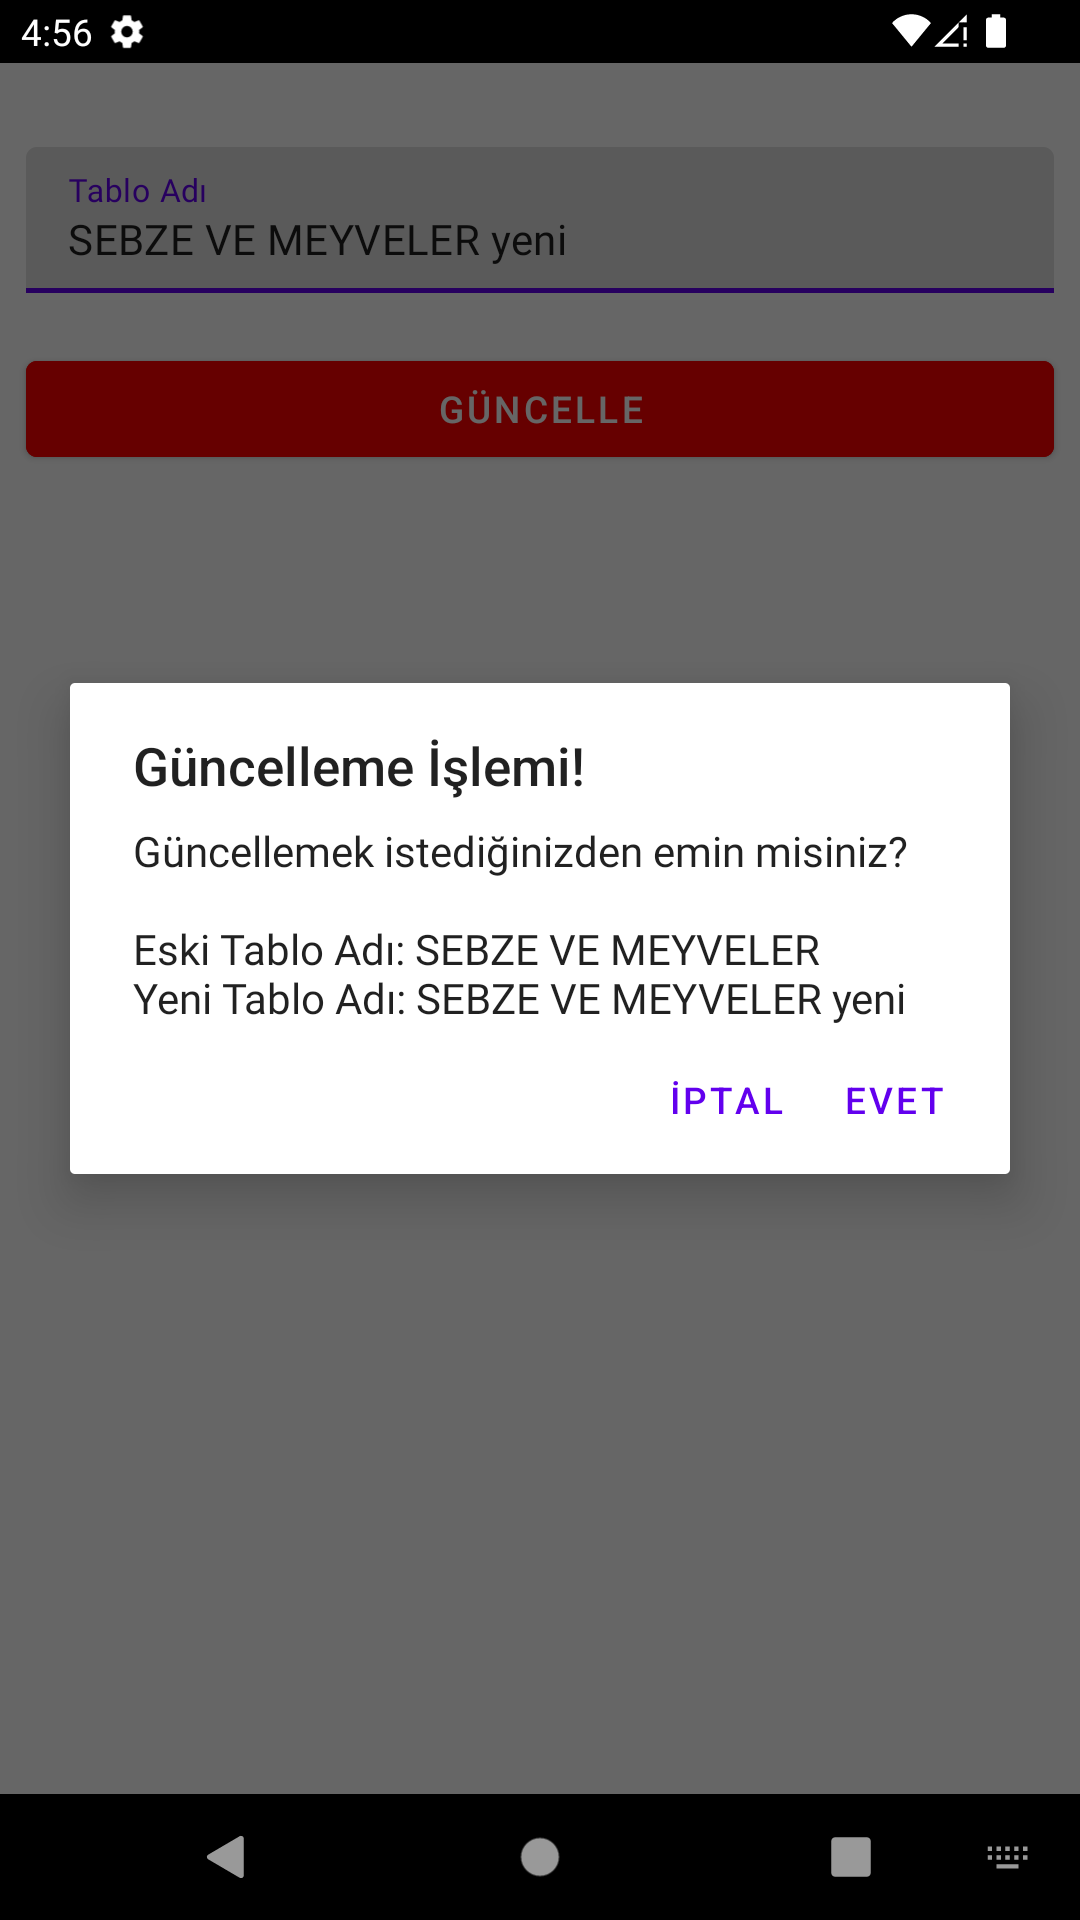 4:56
Tablo Adı
SEBZE VE MEYVELER yeni
GÜNCELLE
Güncelleme İşlemi!
Güncellemek istediğinizden emin misiniz?
Eski Tablo Adı: SEBZE VE MEYVELER
Yeni Tablo Adı: SEBZE VE MEYVELER yeni
İPTAL EVET